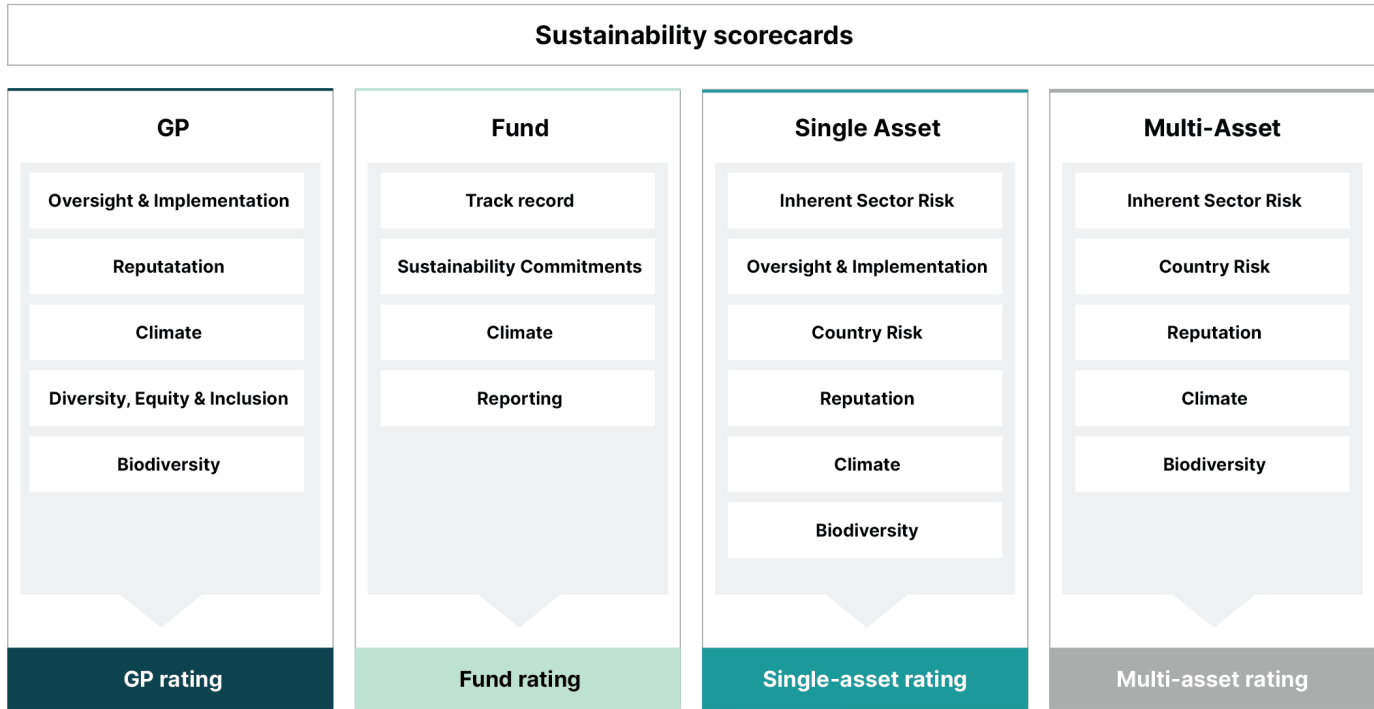 Sustainability scorecards
GP
Oversight & Implementation
Reputatation
Climate
Diversity, Equity & Inclusion
Biodiversity
GP rating
Fund
Track record
Sustainability Commitments
Climate
Reporting
Fund rating
Single Asset
Inherent Sector Risk
Oversight & Implementation
Country Risk
Reputation
Climate
Biodiversity
Single-asset rating
Multi-Asset
Inherent Sector Risk
Country Risk
Reputation
Climate
Biodiversity
Multi-asset rating